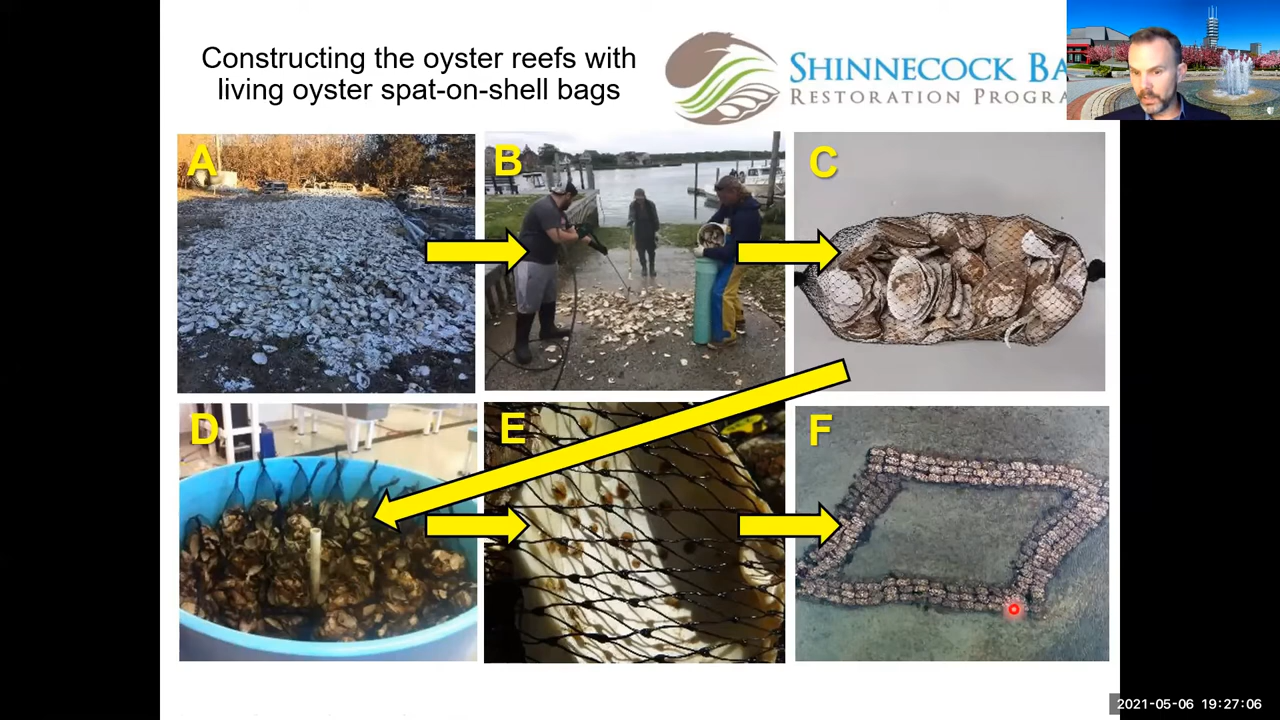 Constructing the oyster reefs with
living oyster spat-on-shell bags
SHINNECOCK BA
RESTORATION PROGRA
A
B
C
D
E
F
2021-05-06 19:27:06